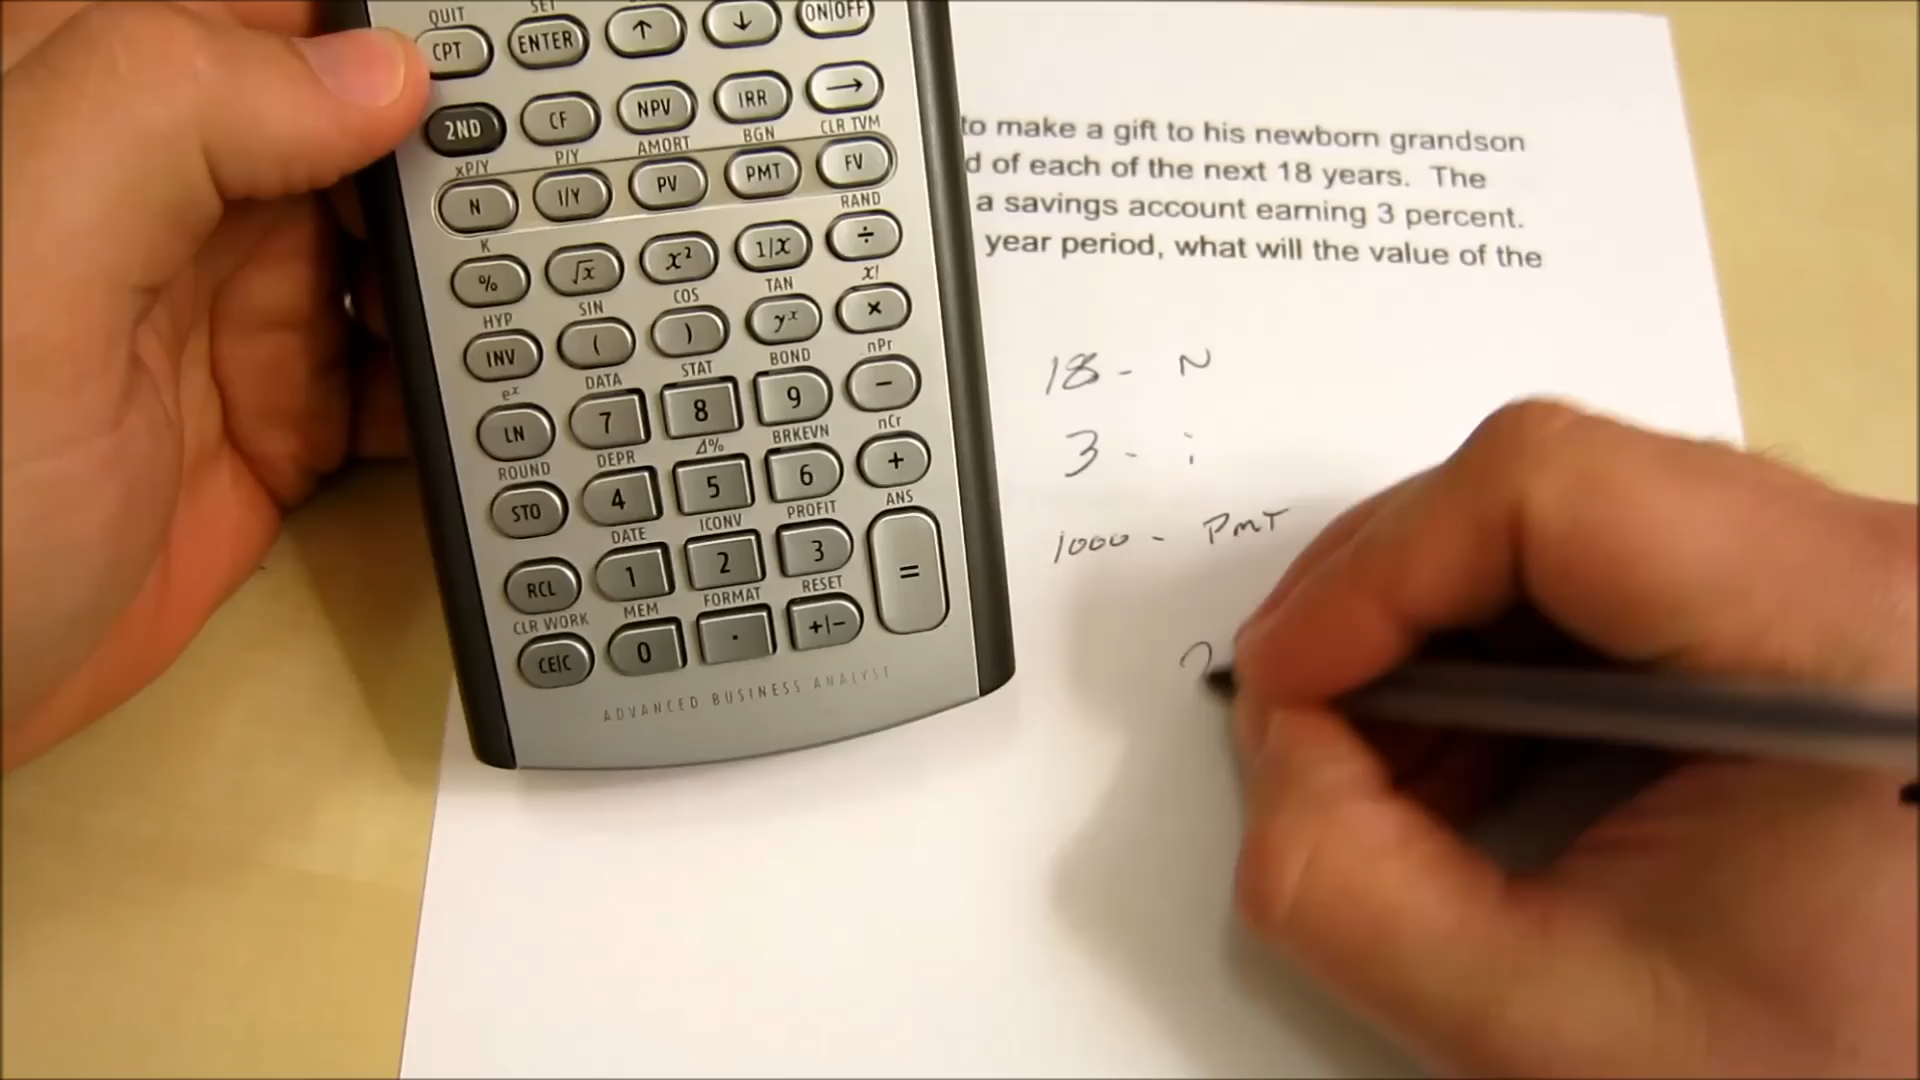 QUIT SET
CPT ENTER ↑ ↓ ON|OFF
2ND CF NPV IRR →
xP/Y P/Y AMORT BGN CLR TVM
N I/Y PV PMT FV
K RAND
% √x x² 1/x ÷
HYP SIN COS TAN x!
INV ( ) yˣ ×
eˣ DATA STAT BOND nPr
LN 7 8 9 −
ROUND DEPR Δ% BRKEVN nCr
STO 4 5 6 +
DATE ICONV PROFIT ANS
RCL 1 2 3 =
CLR WORK MEM FORMAT RESET
CE|C 0 . +|−
ADVANCED BUSINESS ANALYST
to make a gift to his newborn grandson
d of each of the next 18 years. The
a savings account earning 3 percent.
year period, what will the value of the
18 - N
3 - i
1000 - PMT